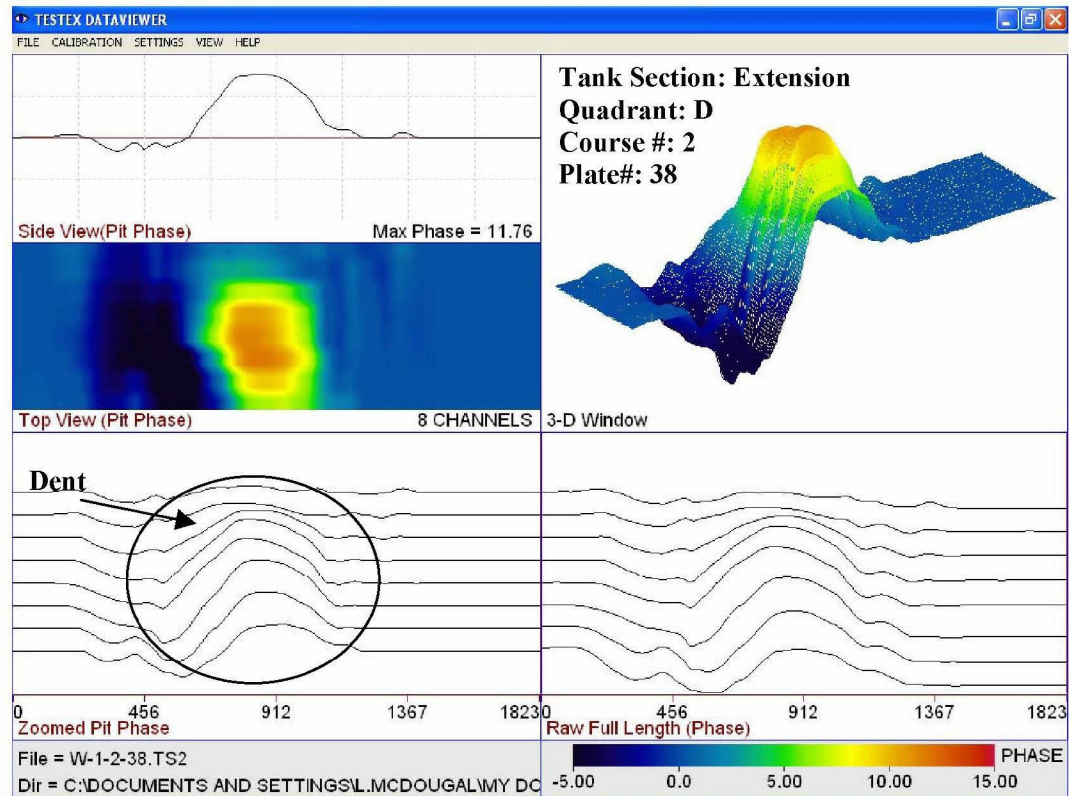 TESTEX DATAVIEWER
FILE CALIBRATION SETTINGS VIEW HELP
Side View(Pit Phase) Max Phase = 11.76
Tank Section: Extension
Quadrant: D
Course #: 2
Plate#: 38
Top View (Pit Phase) 8 CHANNELS
3-D Window
Dent
0 456 912 1367 1823
Zoomed Pit Phase
0 456 912 1367 1823
Raw Full Length (Phase)
File = W-1-2-38.TS2
Dir = C:\DOCUMENTS AND SETTINGS\L.MCDOUGAL\MY DO
PHASE
-5.00 0.0 5.00 10.00 15.00